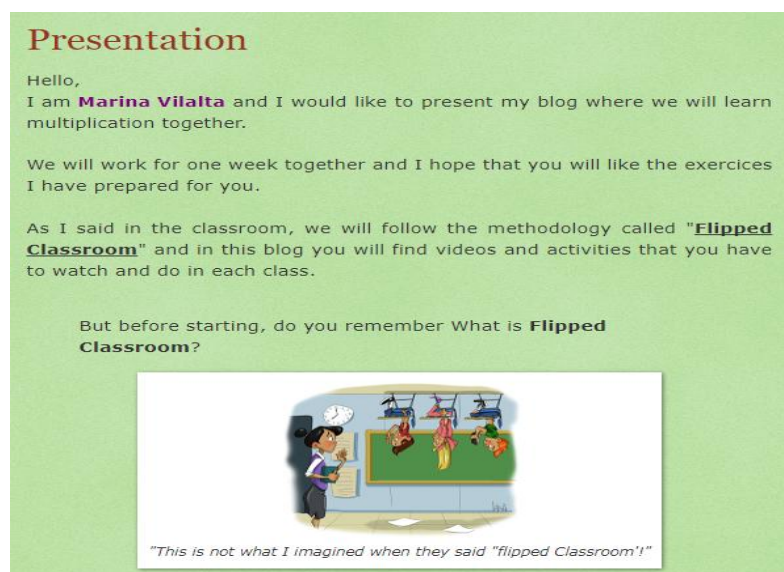 Presentation
Hello,
I am Marina Vilalta and I would like to present my blog where we will learn
multiplication together.
We will work for one week together and I hope that you will like the exercices
I have prepared for you.
As I said in the classroom, we will follow the methodology called "Flipped
Classroom" and in this blog you will find videos and activities that you have
to watch and do in each class.
But before starting, do you remember What is Flipped
Classroom?
"This is not what I imagined when they said "flipped Classroom'!"